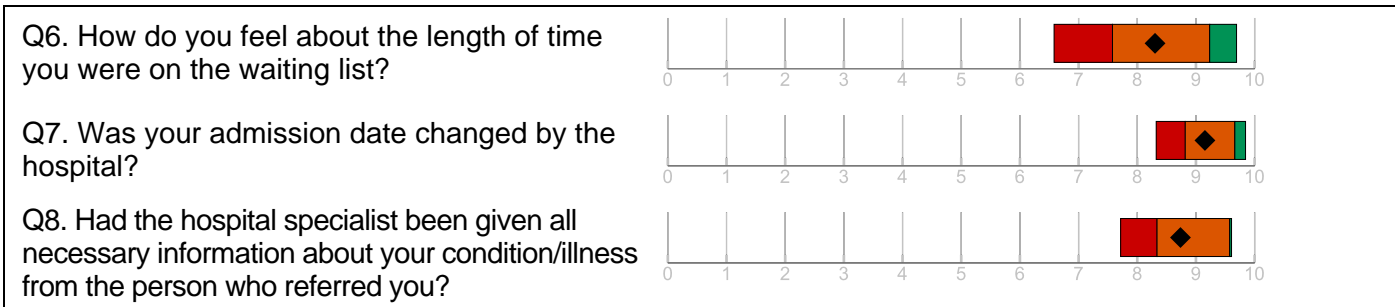 Q6. How do you feel about the length of time
you were on the waiting list?
0 1 2 3 4 5 6 7 8 9 10
Q7. Was your admission date changed by the
hospital?
0 1 2 3 4 5 6 7 8 9 10
Q8. Had the hospital specialist been given all
necessary information about your condition/illness
from the person who referred you?
0 1 2 3 4 5 6 7 8 9 10